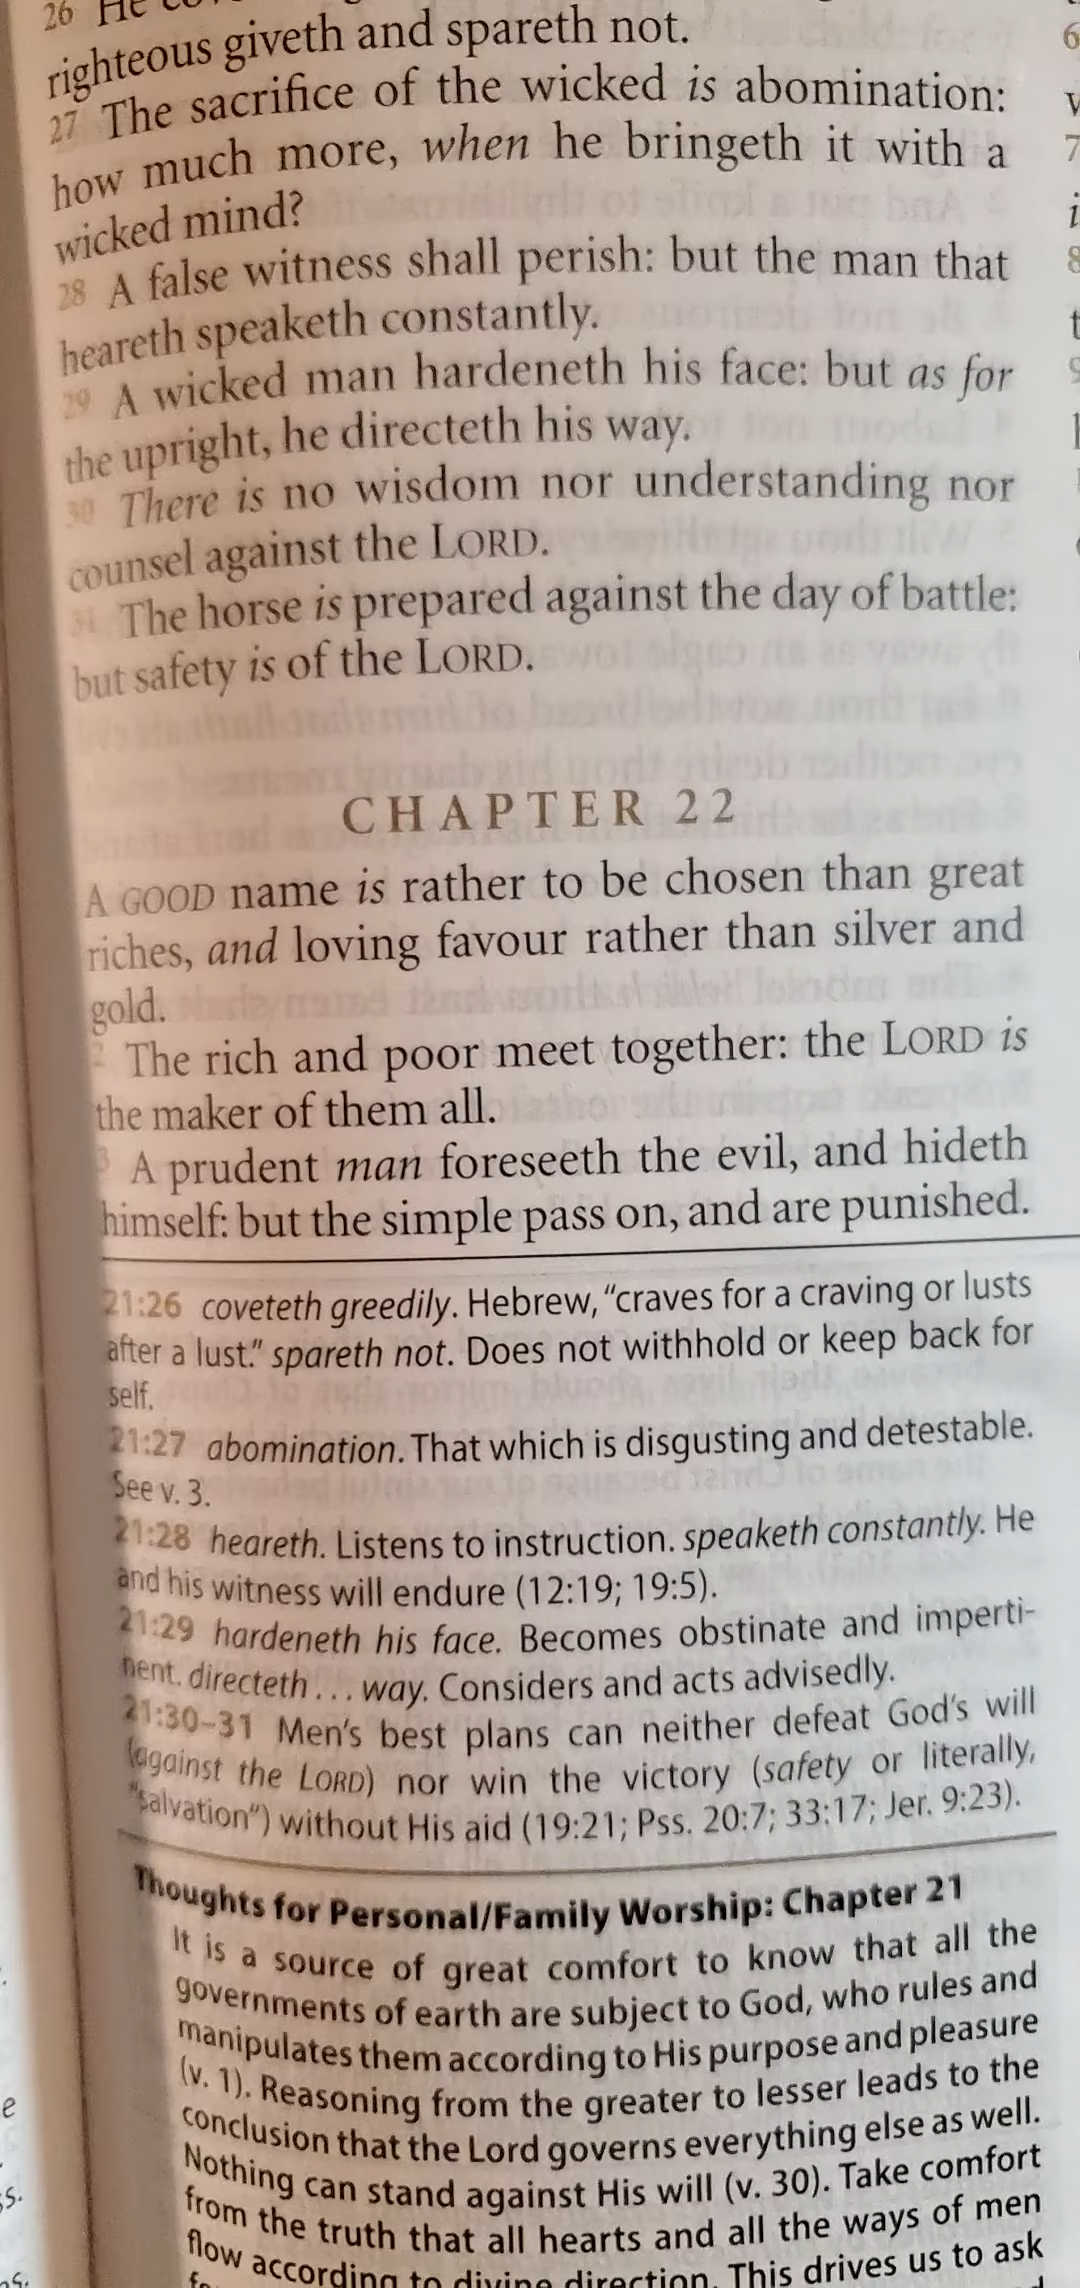 26 He
righteous giveth and spareth not.
27 The sacrifice of the wicked is abomination:
how much more, when he bringeth it with a
wicked mind?
28 A false witness shall perish: but the man that
heareth speaketh constantly.
29 A wicked man hardeneth his face: but as for
the upright, he directeth his way.
30 There is no wisdom nor understanding nor
counsel against the LORD.
31 The horse is prepared against the day of battle:
but safety is of the LORD.
CHAPTER 22
A GOOD name is rather to be chosen than great
riches, and loving favour rather than silver and
gold.
2 The rich and poor meet together: the LORD is
the maker of them all.
3 A prudent man foreseeth the evil, and hideth
himself: but the simple pass on, and are punished.
21:26 coveteth greedily. Hebrew, “craves for a craving or lusts
after a lust.” spareth not. Does not withhold or keep back for
self.
21:27 abomination. That which is disgusting and detestable.
See v. 3.
21:28 heareth. Listens to instruction. speaketh constantly. He
and his witness will endure (12:19; 19:5).
21:29 hardeneth his face. Becomes obstinate and imperti-
nent. directeth . . . way. Considers and acts advisedly.
21:30–31 Men’s best plans can neither defeat God’s will
(against the LORD) nor win the victory (safety or literally,
“salvation”) without His aid (19:21; Pss. 20:7; 33:17; Jer. 9:23).
Thoughts for Personal/Family Worship: Chapter 21
It is a source of great comfort to know that all the
governments of earth are subject to God, who rules and
manipulates them according to His purpose and pleasure
(v. 1). Reasoning from the greater to lesser leads to the
conclusion that the Lord governs everything else as well.
Nothing can stand against His will (v. 30). Take comfort
from the truth that all hearts and all the ways of men
flow according to divine direction. This drives us to ask